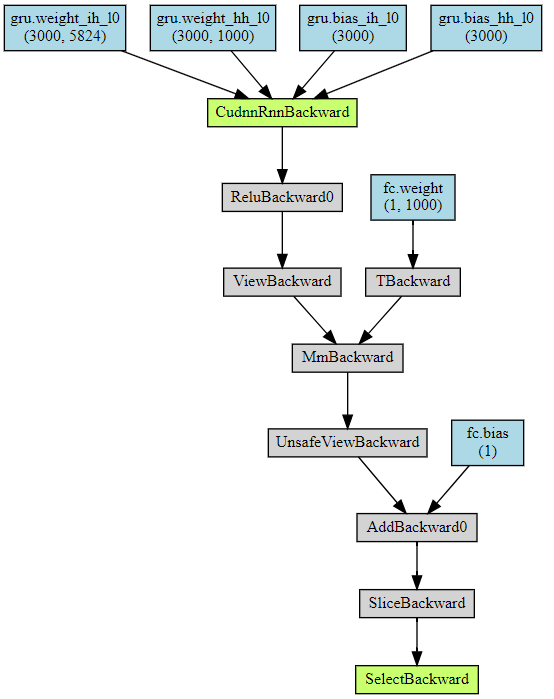 gru.weight_ih_l0
(3000, 5824)
gru.weight_hh_l0
(3000, 1000)
gru.bias_ih_l0
(3000)
gru.bias_hh_l0
(3000)
CudnnRnnBackward
ReluBackward0
fc.weight
(1, 1000)
ViewBackward
TBackward
MmBackward
UnsafeViewBackward
fc.bias
(1)
AddBackward0
SliceBackward
SelectBackward